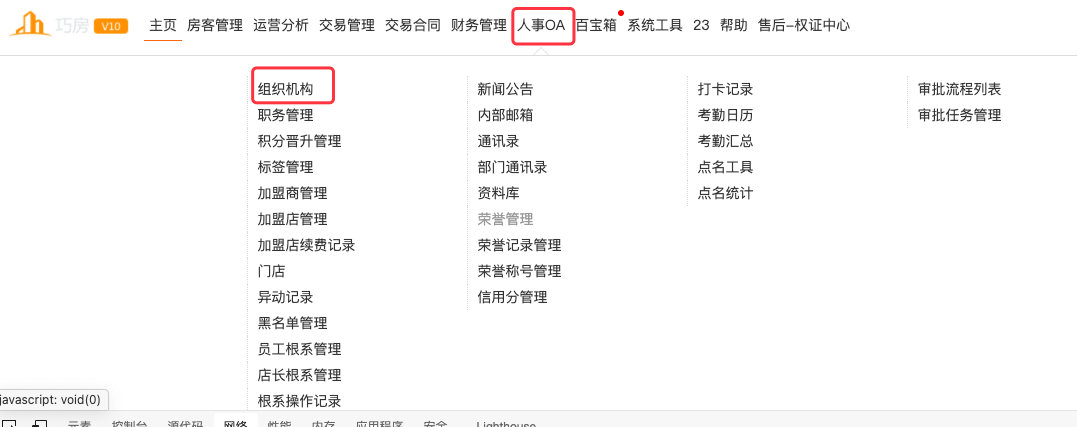 巧房 V10 主页 房客管理 运营分析 交易管理 交易合同 财务管理 人事OA 百宝箱 系统工具 23 帮助 售后-权证中心
组织机构 新闻公告 打卡记录 审批流程列表
职务管理 内部邮箱 考勤日历 审批任务管理
积分晋升管理 通讯录 考勤汇总
标签管理 部门通讯录 点名工具
加盟商管理 资料库 点名统计
加盟店管理 荣誉管理
加盟店续费记录 荣誉记录管理
门店 荣誉称号管理
异动记录 信用分管理
黑名单管理
员工根系管理
店长根系管理
根系操作记录
javascript: void(0)
元素 控制台 源代码 网络 性能 内存 应用程序 安全 Lighthouse